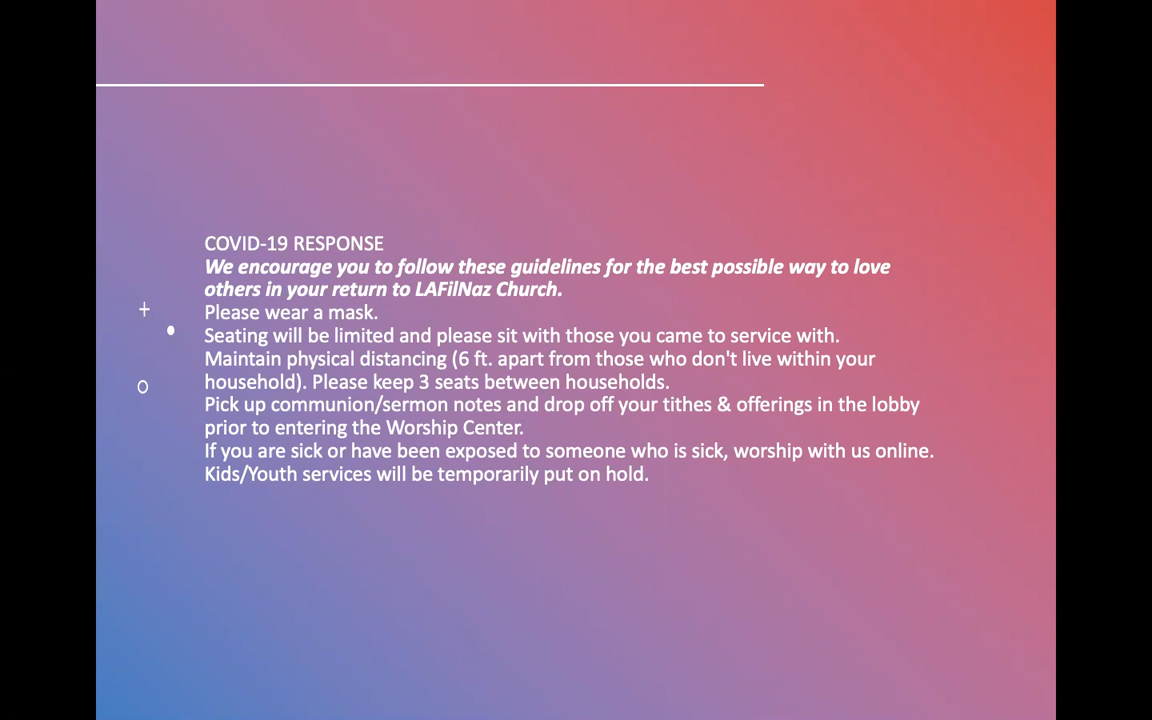 COVID-19 RESPONSE
We encourage you to follow these guidelines for the best possible way to love
others in your return to LAFilNaz Church.
Please wear a mask.
Seating will be limited and please sit with those you came to service with.
Maintain physical distancing (6 ft. apart from those who don't live within your
household). Please keep 3 seats between households.
Pick up communion/sermon notes and drop off your tithes & offerings in the lobby
prior to entering the Worship Center.
If you are sick or have been exposed to someone who is sick, worship with us online.
Kids/Youth services will be temporarily put on hold.